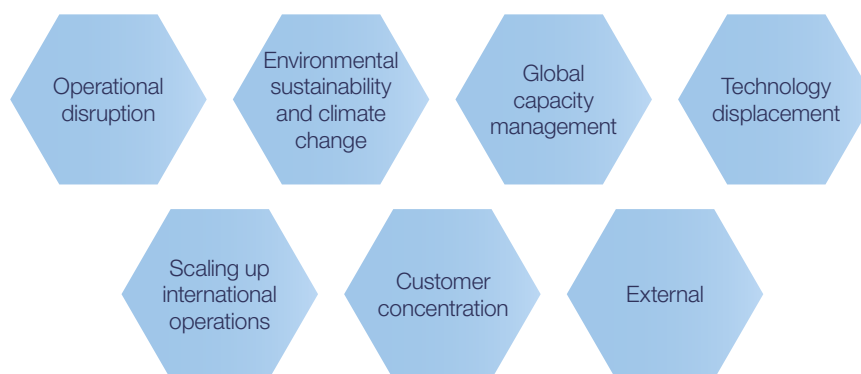 Operational
disruption
Environmental
sustainability
and climate
change
Global
capacity
management
Technology
displacement
Scaling up
international
operations
Customer
concentration
External